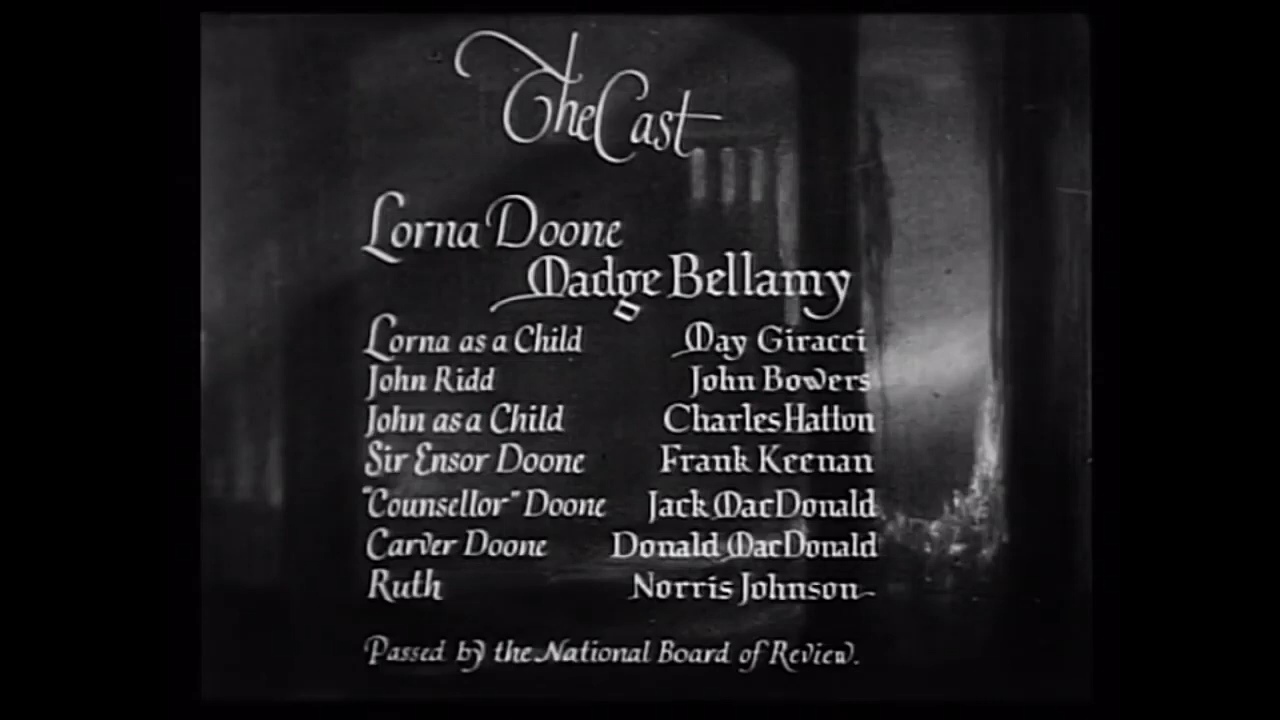 The Cast
Lorna Doone
Madge Bellamy
Lorna as a Child May Giracci
John Ridd John Bowers
John as a Child Charles Hatton
Sir Ensor Doone Frank Keenan
"Counsellor" Doone Jack MacDonald
Carver Doone Donald MacDonald
Ruth Norris Johnson
Passed by the National Board of Review.